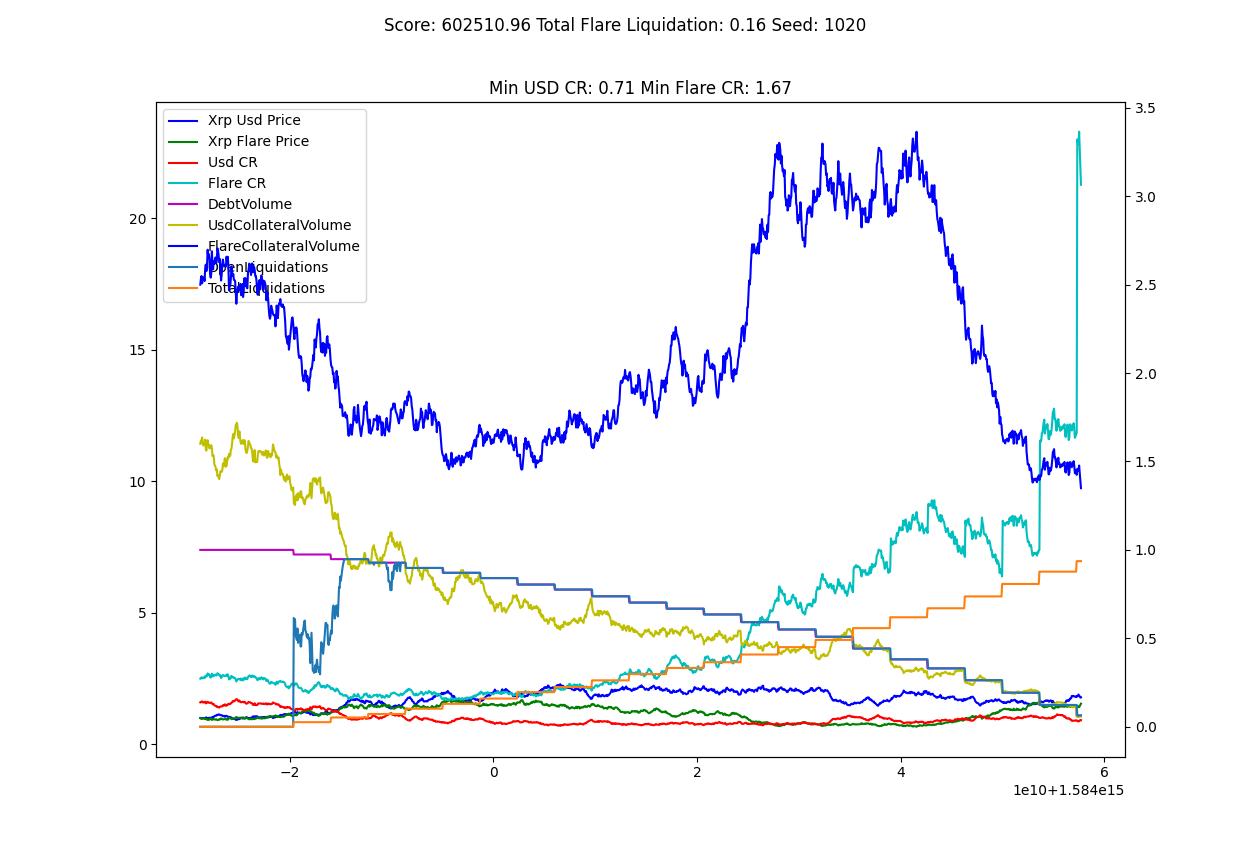 Score: 602510.96 Total Flare Liquidation: 0.16 Seed: 1020
Min USD CR: 0.71 Min Flare CR: 1.67
Xrp Usd Price
Xrp Flare Price
Usd CR
Flare CR
DebtVolume
UsdCollateralVolume
FlareCollateralVolume
OpenLiquidations
TotalLiquidations
20
15
10
5
0
3.5
3.0
2.5
2.0
1.5
1.0
0.5
0.0
−2
0
2
4
6
1e10+1.584e15